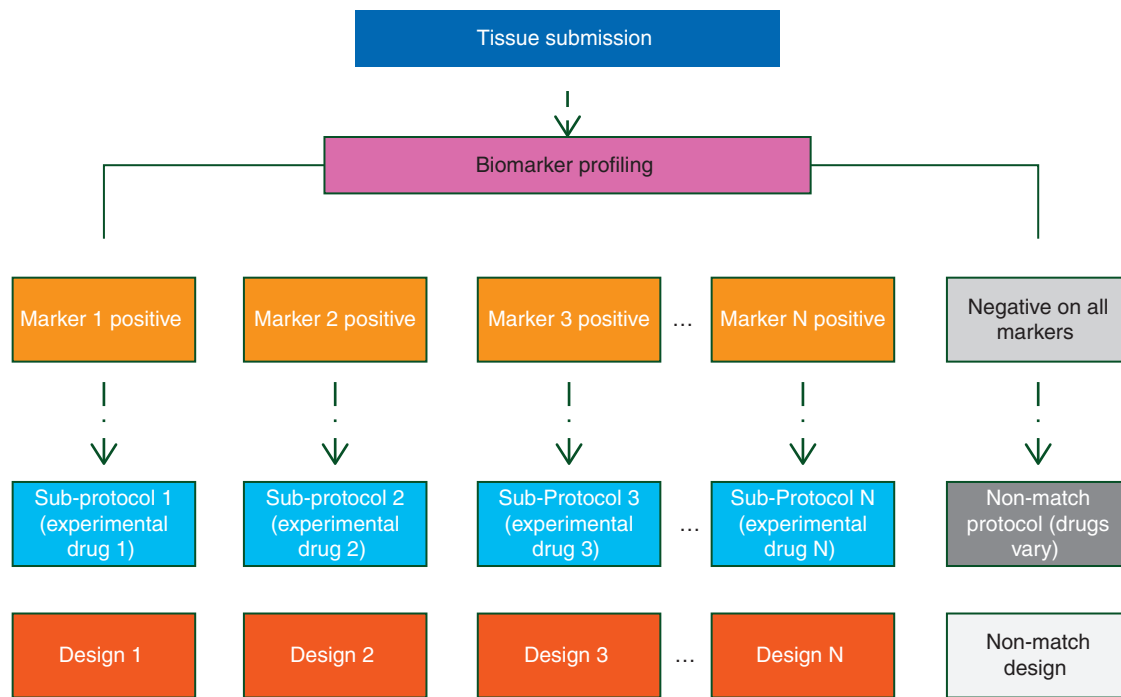 Tissue submission
Biomarker profiling
Marker 1 positive
Marker 2 positive
Marker 3 positive
...
Marker N positive
Negative on all
markers
Sub-protocol 1
(experimental
drug 1)
Sub-protocol 2
(experimental
drug 2)
Sub-Protocol 3
(experimental
drug 3)
...
Sub-Protocol N
(experimental
drug N)
Non-match
protocol (drugs
vary)
Design 1
Design 2
Design 3
...
Design N
Non-match
design